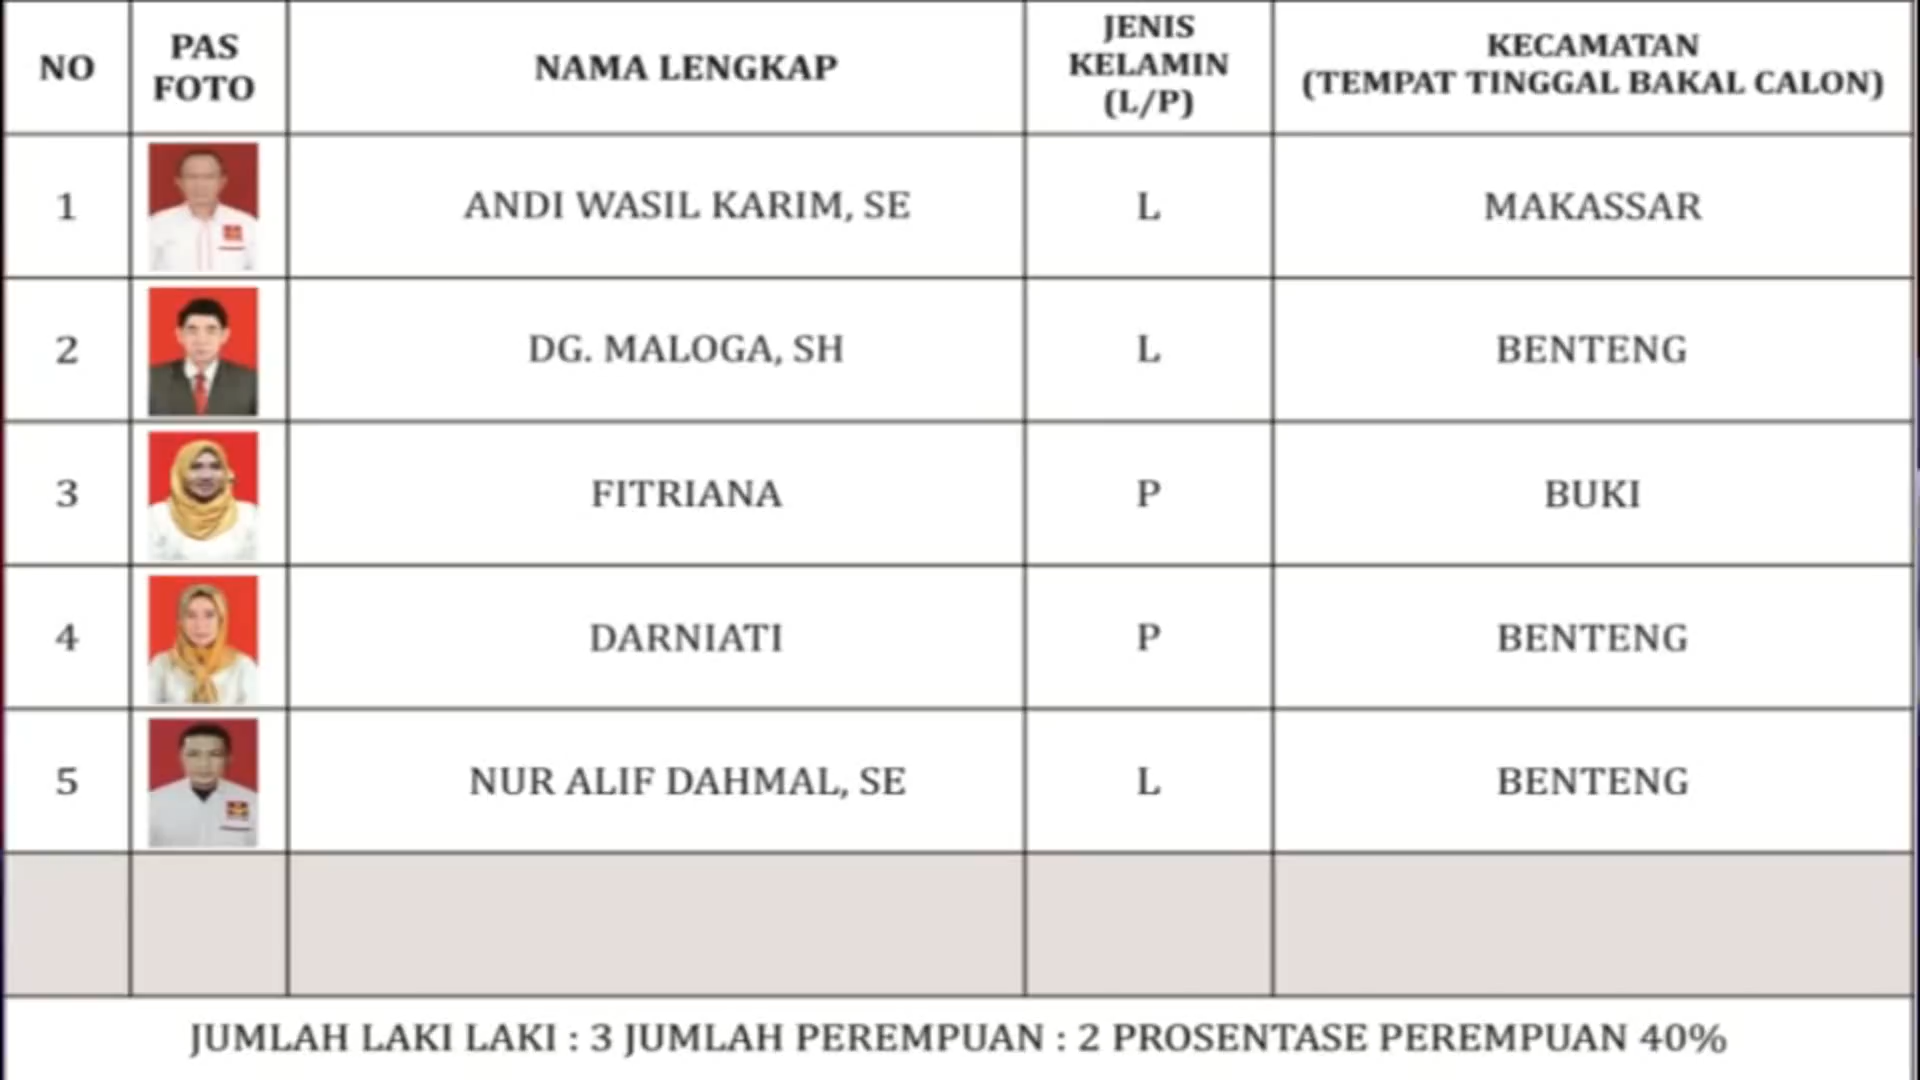 NO
PAS
FOTO
NAMA LENGKAP
JENIS
KELAMIN
(L/P)
KECAMATAN
(TEMPAT TINGGAL BAKAL CALON)
1
ANDI WASIL KARIM, SE
L
MAKASSAR
2
DG. MALOGA, SH
L
BENTENG
3
FITRIANA
P
BUKI
4
DARNIATI
P
BENTENG
5
NUR ALIF DAHMAL, SE
L
BENTENG
JUMLAH LAKI LAKI : 3 JUMLAH PEREMPUAN : 2 PROSENTASE PEREMPUAN 40%